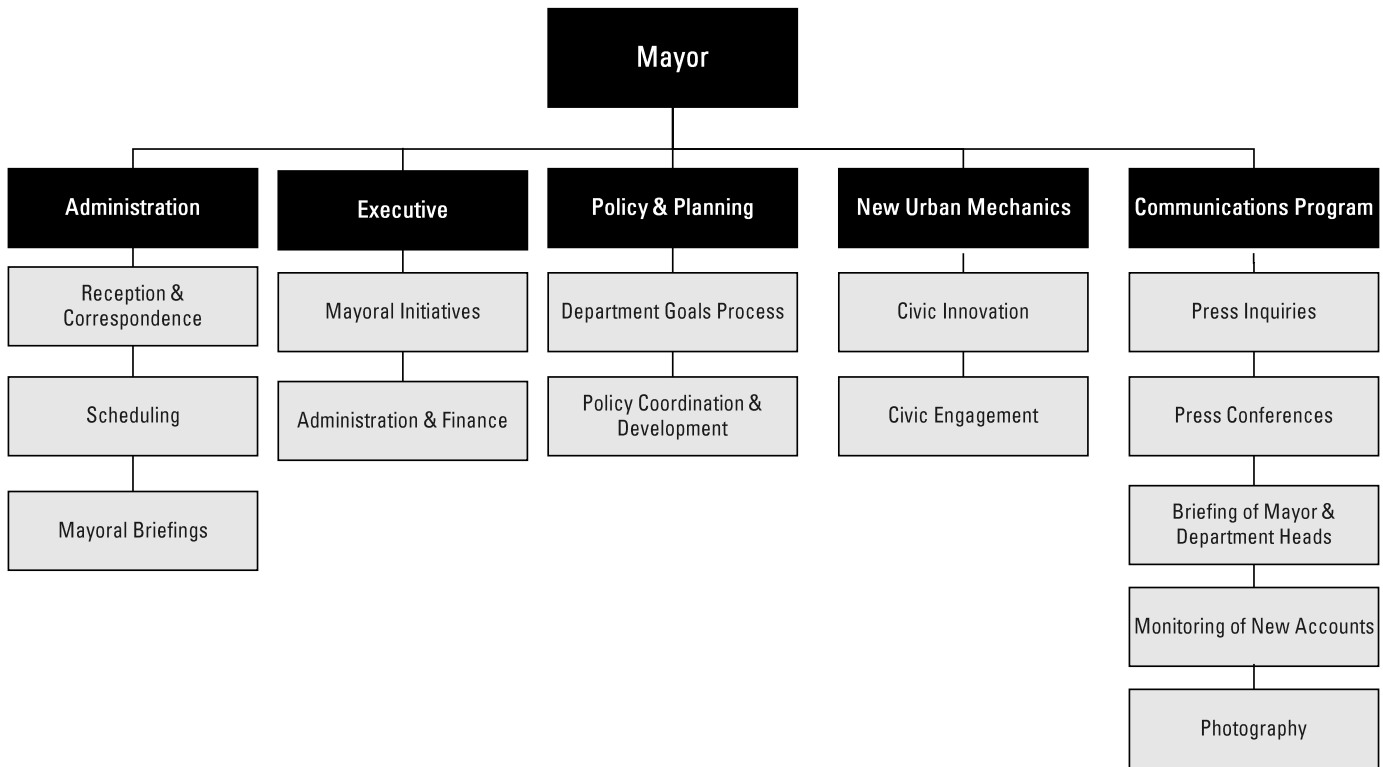 Mayor
Administration
Executive
Policy & Planning
New Urban Mechanics
Communications Program
Reception &
Correspondence
Scheduling
Mayoral Briefings
Mayoral Initiatives
Administration & Finance
Department Goals Process
Policy Coordination &
Development
Civic Innovation
Civic Engagement
Press Inquiries
Press Conferences
Briefing of Mayor &
Department Heads
Monitoring of New Accounts
Photography